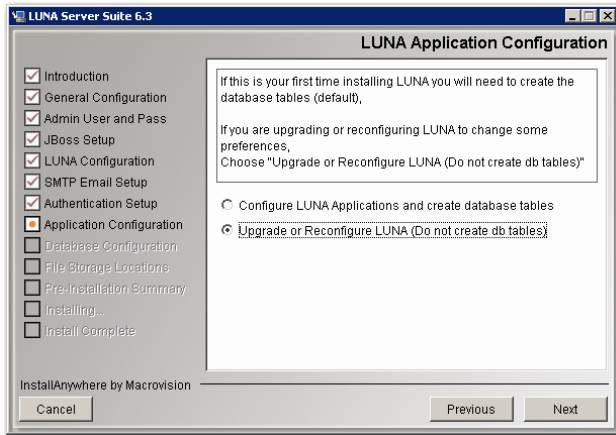 LUNA Server Suite 6.3
LUNA Application Configuration
Introduction
General Configuration
Admin User and Pass
JBoss Setup
LUNA Configuration
SMTP Email Setup
Authentication Setup
Application Configuration
Database Configuration
File Storage Locations
Pre-Installation Summary
Installing...
Install Complete
If this is your first time installing LUNA you will need to create the
database tables (default),
If you are upgrading or reconfiguring LUNA to change some
preferences,
Choose "Upgrade or Reconfigure LUNA (Do not create db tables)"
Configure LUNA Applications and create database tables
Upgrade or Reconfigure LUNA (Do not create db tables)
InstallAnywhere by Macrovision
Cancel
Previous
Next